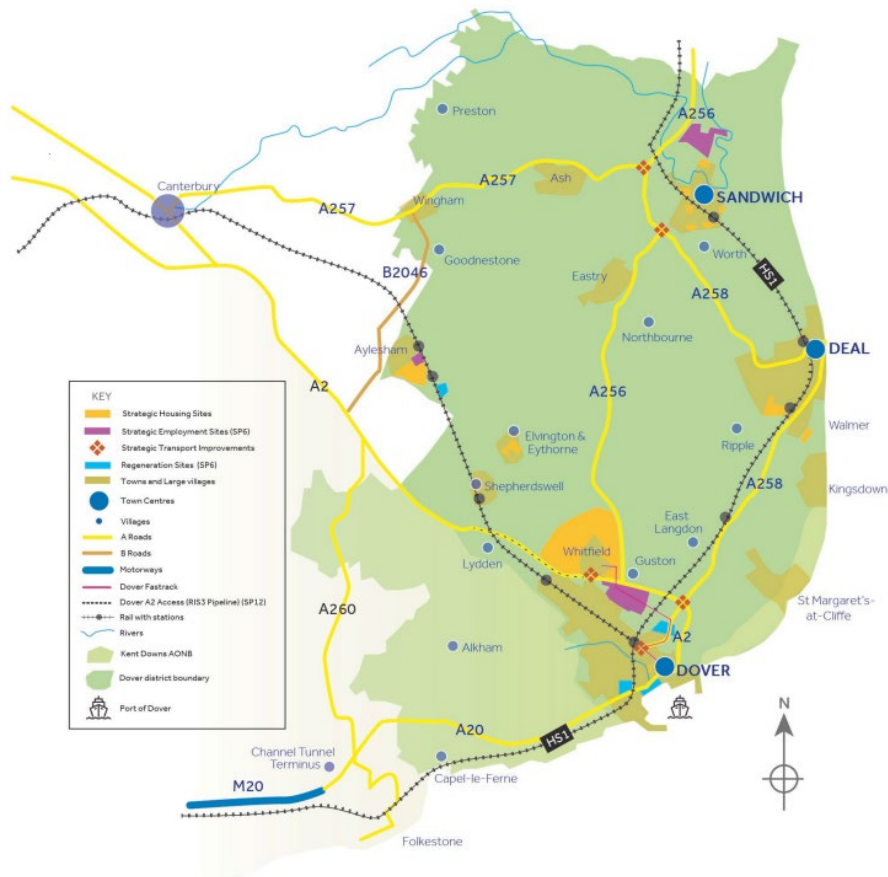 Preston
A256
Canterbury
A257
A257
Ash
Wingham
SANDWICH
B2046
Goodnestone
Worth
Eastry
HS1
A258
Northbourne
Aylesham
DEAL
A2
A256
Elvington &
Eythorne
Ripple
Walmer
Shepherdswell
A258
Kingsdown
East
Langdon
Whitfield
Lydden
Guston
A260
St Margaret's-
at-Cliffe
A2
Alkham
DOVER
A20
HS1
Channel Tunnel
Terminus
M20
Capel-le-Ferne
Folkestone
N
KEY
Strategic Housing Sites
Strategic Employment Sites (SP6)
Strategic Transport Improvements
Regeneration Sites (SP6)
Towns and Large villages
Town Centres
Villages
A Roads
B Roads
Motorways
Dover Fastrack
Dover A2 Access (RIS3 Pipeline) (SP12)
Rail with stations
Rivers
Kent Downs AONB
Dover district boundary
Port of Dover